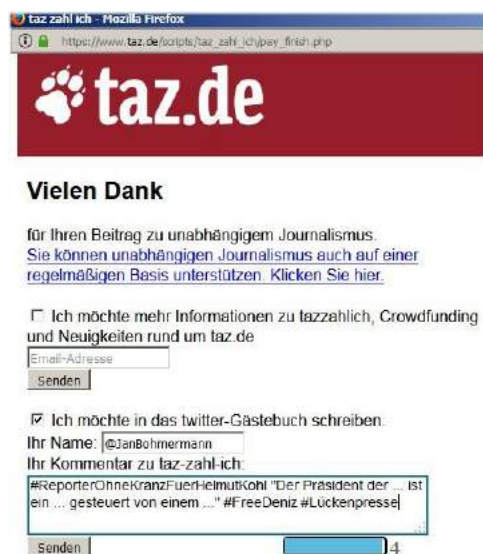 taz zahl ich - Mozilla Firefox
https://www.taz.de/scripts/taz_zahl_ich/pay_finish.php
taz.de
Vielen Dank
für Ihren Beitrag zu unabhängigem Journalismus.
Sie können unabhängigen Journalismus auch auf einer
regelmäßigen Basis unterstützen. Klicken Sie hier.
Ich möchte mehr Informationen zu tazzahlich, Crowdfunding
und Neuigkeiten rund um taz.de
Email-Adresse
Senden
Ich möchte in das twitter-Gästebuch schreiben.
Ihr Name: @JanBohmermann
Ihr Kommentar zu taz-zahl-ich:
#ReporterOhneKranzFuerHelmutKohl "Der Präsident der ... ist
ein ... gesteuert von einem ..." #FreeDeniz #Lückenpresse
Senden 4